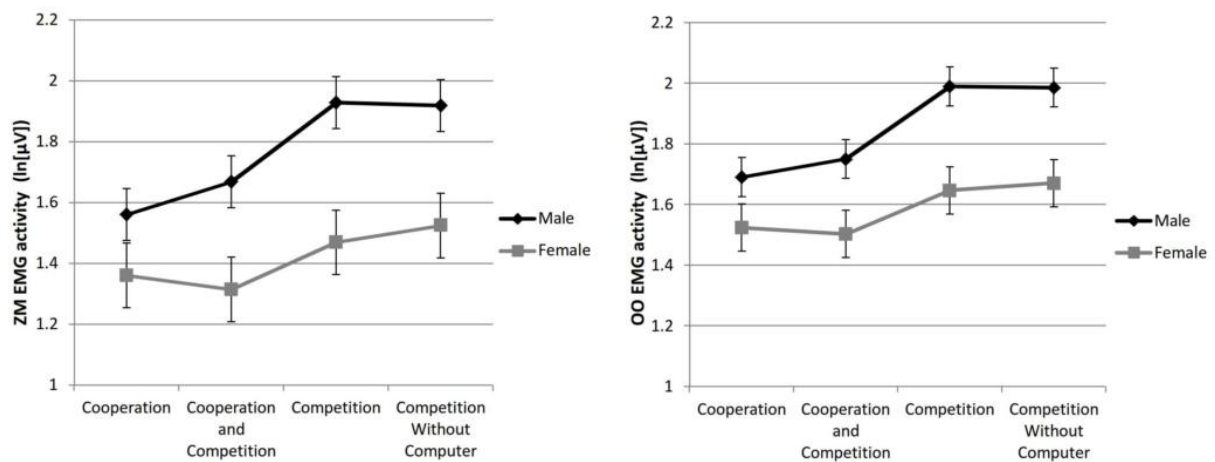 2.2
2
1.8
1.6
1.4
1.2
1
ZM EMG activity (ln[µV])
Cooperation
Cooperation
and
Competition
Competition
Competition
Without
Computer
Male
Female
2.2
2
1.8
1.6
1.4
1.2
1
OO EMG activity (ln[µV])
Cooperation
Cooperation
and
Competition
Competition
Competition
Without
Computer
Male
Female